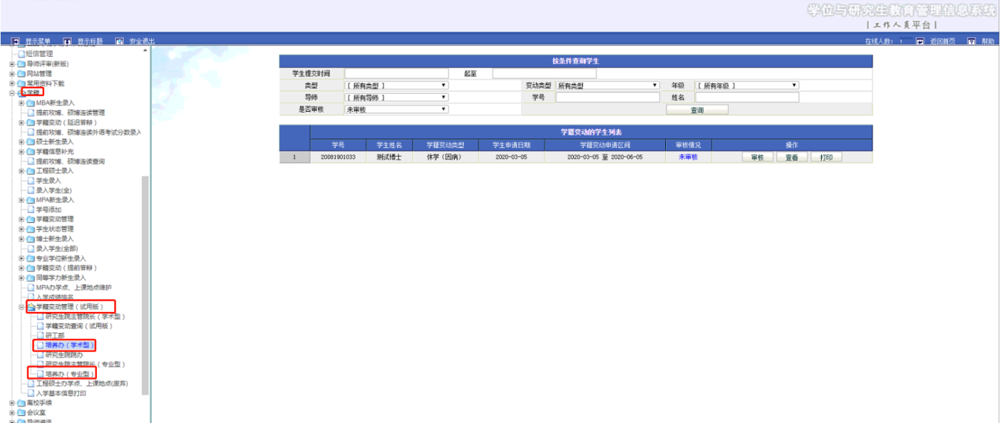 学位与研究生教育管理信息系统
|工作人员平台|
显示菜单 显示标题 安全退出
在线人数： 返回首页 帮助
短信管理
导师评审(新版)
网站管理
常用资料下载
学籍
MBA新生录入
提前攻博、硕博连读管理
学籍变动（延迟答辩）
提前攻博、硕博连读外语考试分数录入
硕士新生录入
学籍信息补充
提前攻博、硕博连读查询
工程硕士录入
学生录入
录入学生(全)
MPA新生录入
学号添加
学籍变动管理
学生状态管理
博士新生录入
录入学生(全部)
专业学位新生录入
学籍变动（提前答辩）
同等学力新生录入
MPA办学点、上课地点维护
入学成绩排名
学籍变动管理（试用版）
研究生院主管院长（学术型）
学籍变动查询（试用版）
研工部
培养办（学术型）
研究生院院办
研究生院主管院长（专业型）
培养办（专业型）
工程硕士办学点、上课地点(废弃)
入学基本信息打印
离校手续
会议室
按条件查询学生
学生提交时间 起至
类型 [ 所有类型 ] 变动类型 所有类型 年级 [ 所有年级 ]
导师 [ 所有导师 ] 学号 姓名
是否审核 未审核 查询
学籍变动的学生列表
学号 学生姓名 学籍变动类型 学生申请日期 学籍变动申请区间 审核情况 操作
1 20081901033 测试博士 休学（因病） 2020-03-05 2020-03-05 至 2020-06-05 未审核 审核 查看 打印